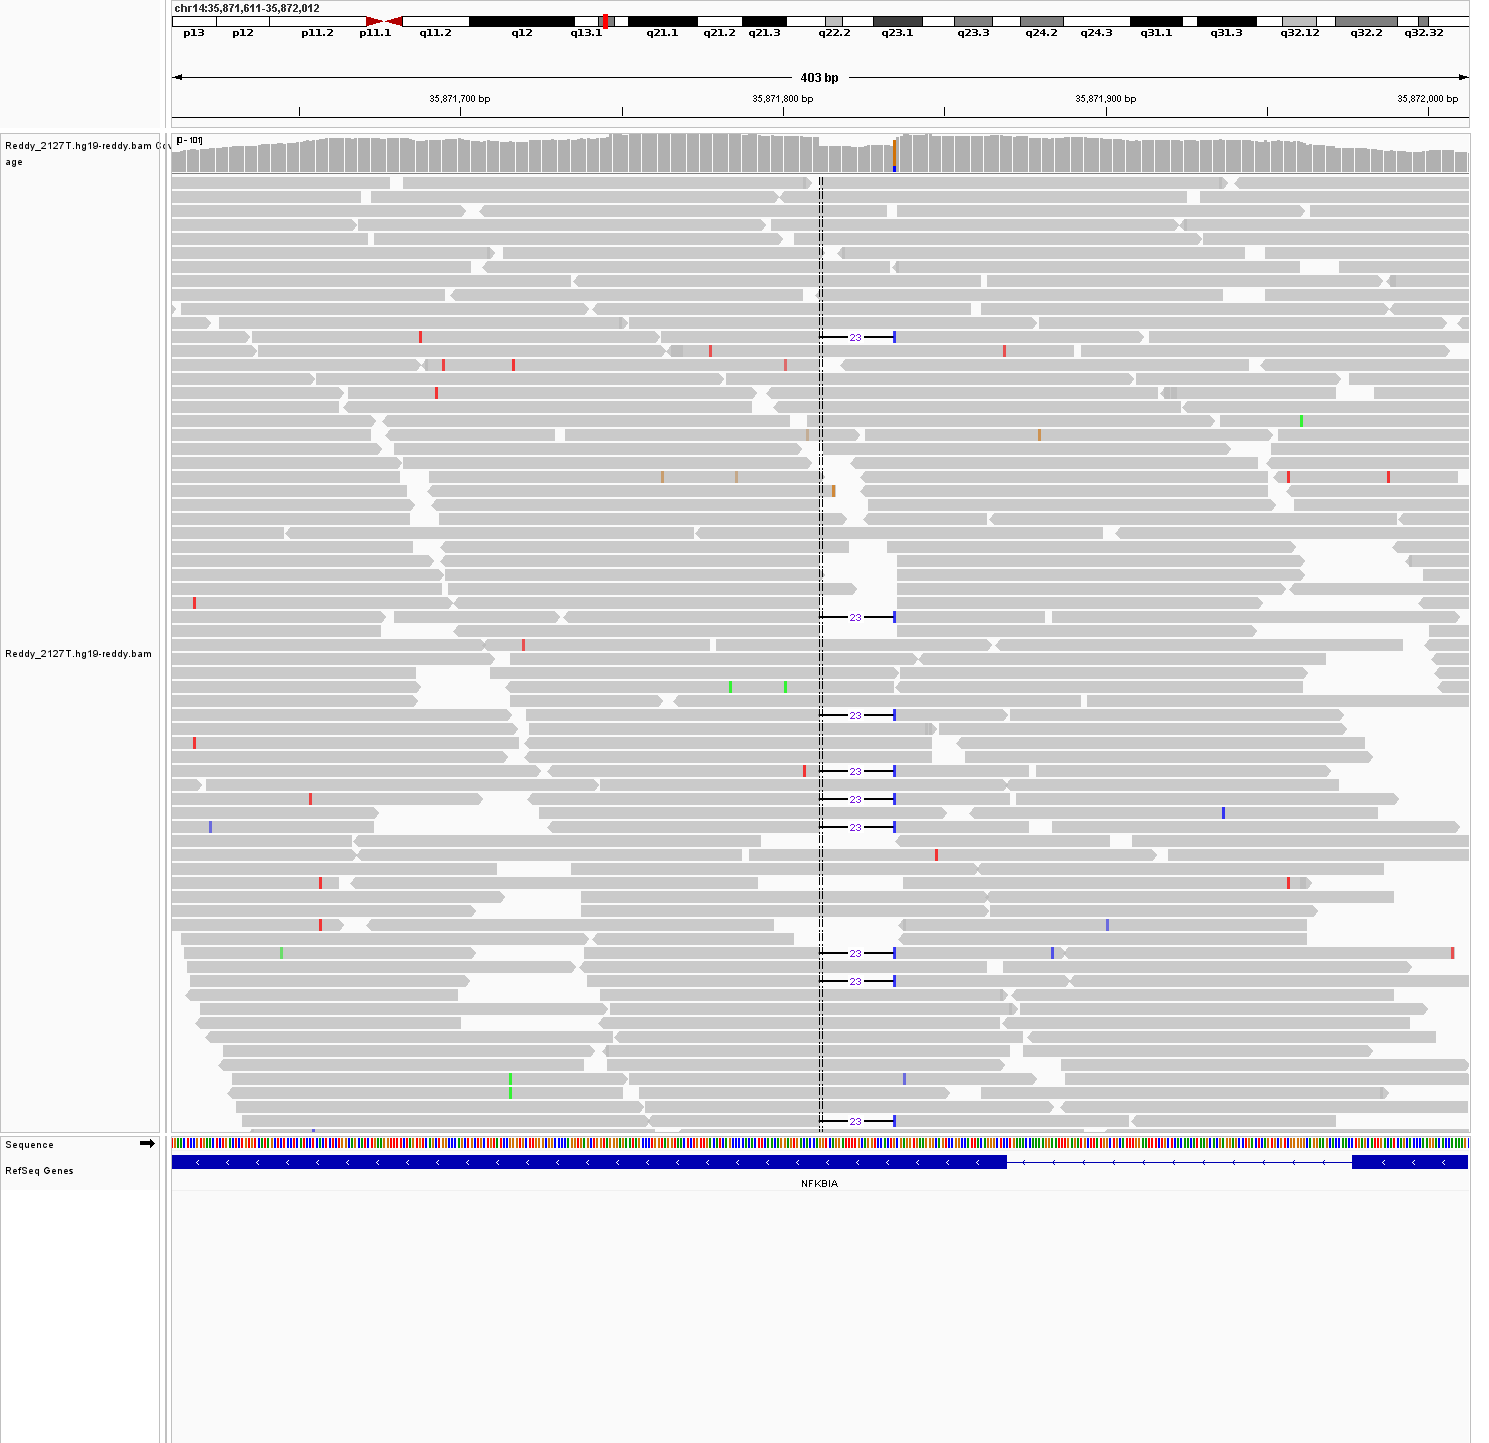 chr14:35,871,611-35,872,012
p13 p12 p11.2 p11.1 q11.2 q12 q13.1 q21.1 q21.2 q21.3 q22.2 q23.1 q23.3 q24.2 q24.3 q31.1 q31.3 q32.12 q32.2 q32.32
403 bp
35,871,700 bp 35,871,800 bp 35,871,900 bp 35,872,000 bp
[0 - 101]
Reddy_2127T.hg19-reddy.bam Cov
age
23
23
Reddy_2127T.hg19-reddy.bam
23
23
23
23
23
23
23
Sequence
RefSeq Genes
NFKBIA